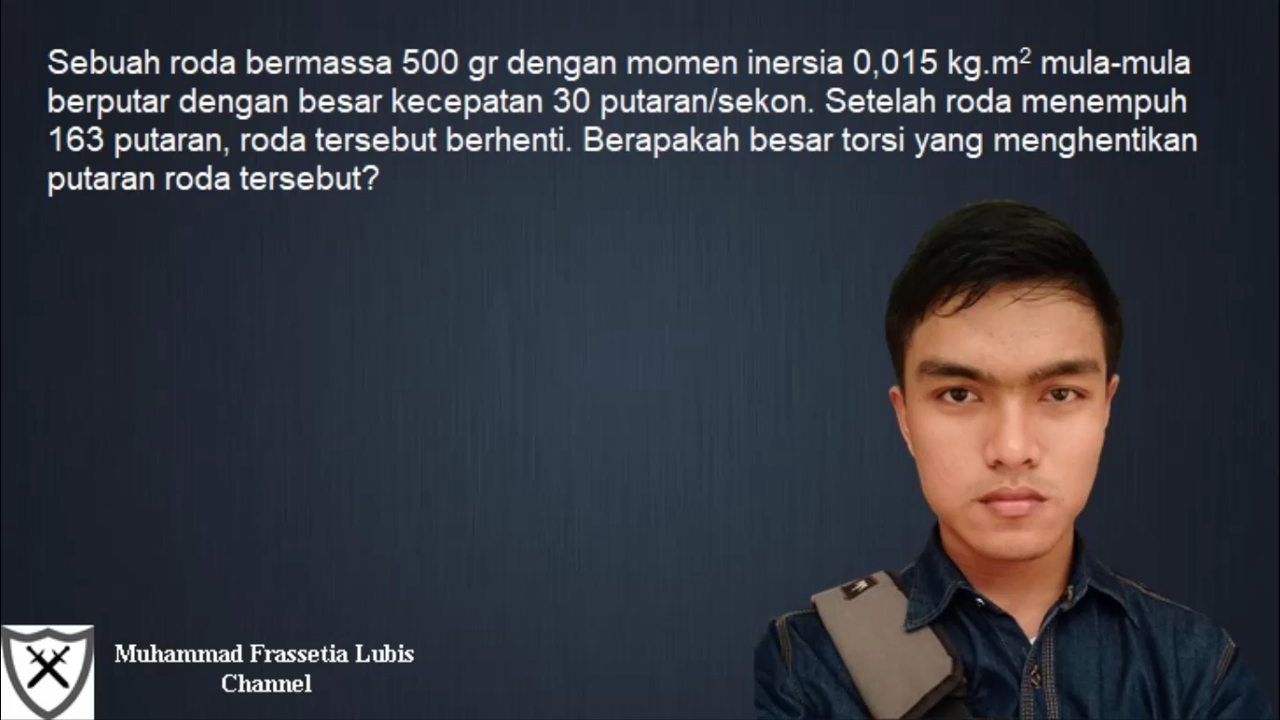 Sebuah roda bermassa 500 gr dengan momen inersia 0,015 kg.m² mula-mula
berputar dengan besar kecepatan 30 putaran/sekon. Setelah roda menempuh
163 putaran, roda tersebut berhenti. Berapakah besar torsi yang menghentikan
putaran roda tersebut?
Muhammad Frassetia Lubis
Channel